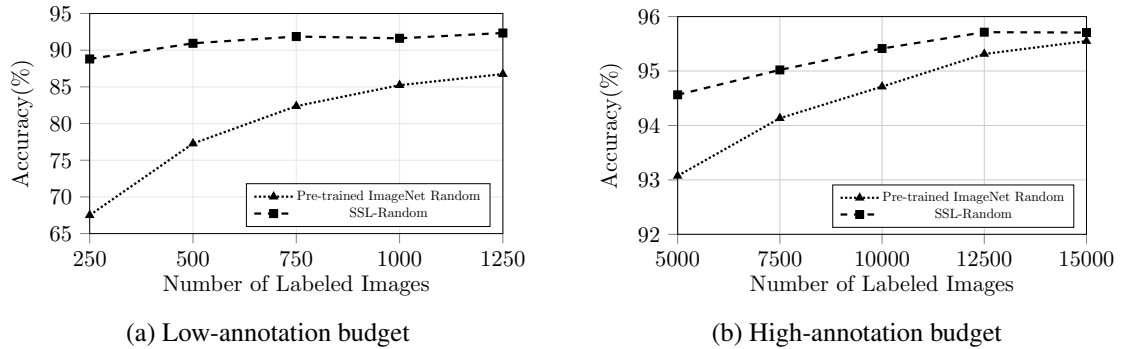 95
90
85
80
75
70
65
Accuracy(%)
250 500 750 1000 1250
Number of Labeled Images
Pre-trained ImageNet Random
SSL-Random
(a) Low-annotation budget
96
95
94
93
92
Accuracy(%)
5000 7500 10000 12500 15000
Number of Labeled Images
Pre-trained ImageNet Random
SSL-Random
(b) High-annotation budget